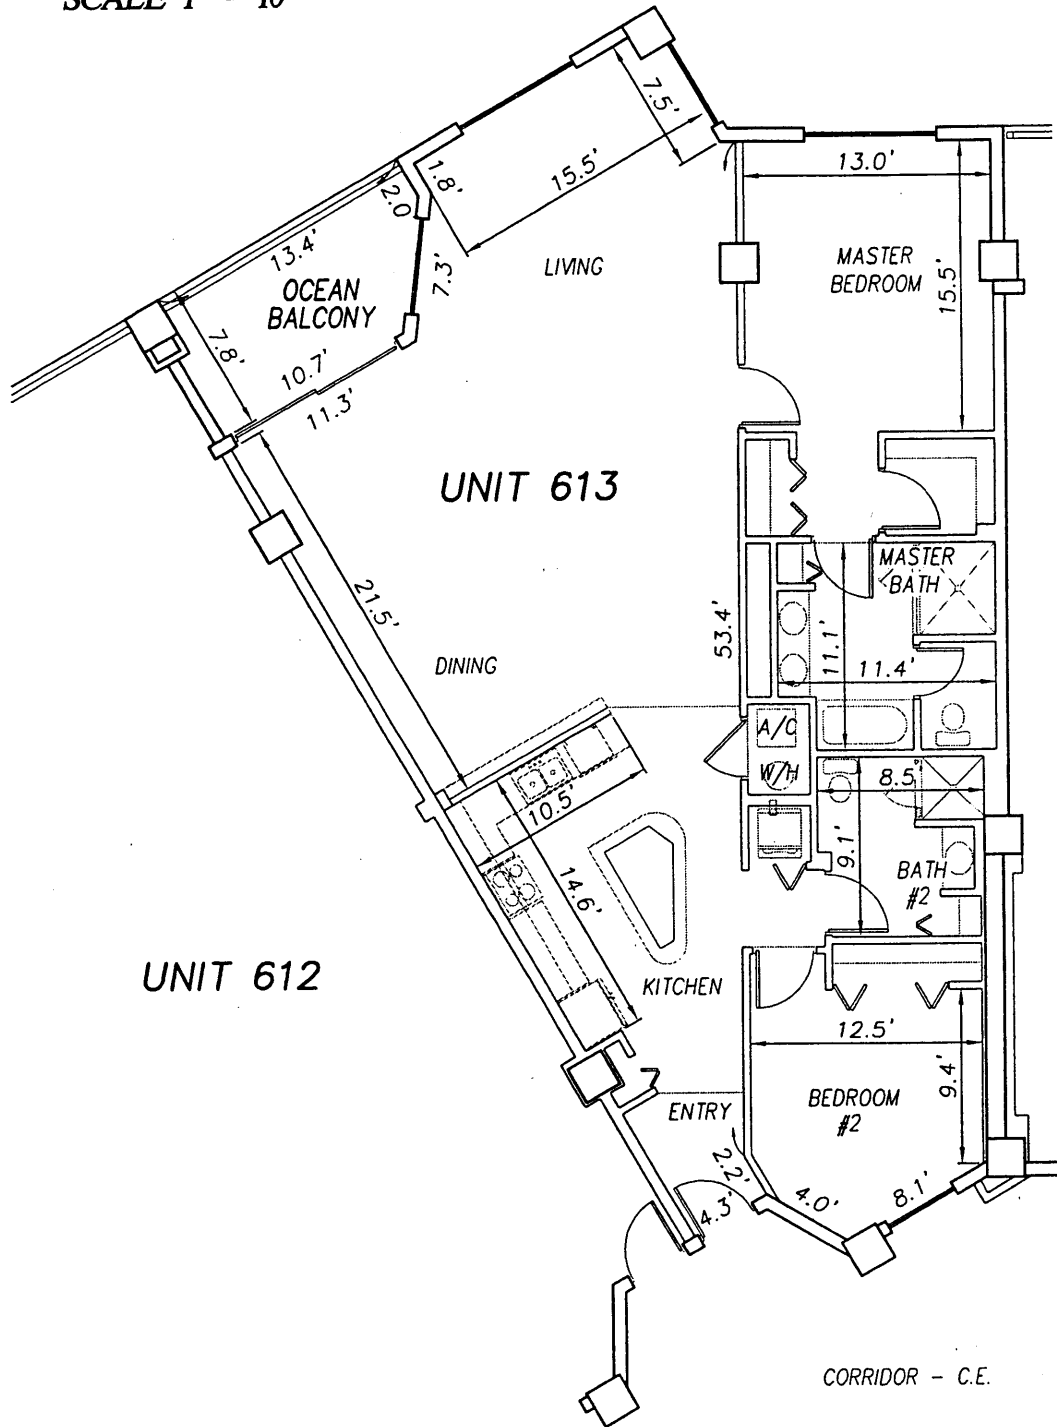 SCALE 1" = 10'
7.5'
15.5'
1.8'
2.0
13.4'
7.3'
OCEAN
BALCONY
7.8'
10.7'
11.3'
LIVING
13.0'
MASTER
BEDROOM
15.5'
UNIT 613
21.5'
DINING
53.4'
MASTER
BATH
11.1'
11.4'
A/C
W/H
8.5'
9.1'
BATH
#2
10.5'
14.6'
KITCHEN
UNIT 612
12.5'
9.4'
BEDROOM
#2
ENTRY
2.2'
4.3'
4.0'
8.1'
CORRIDOR - C.E.